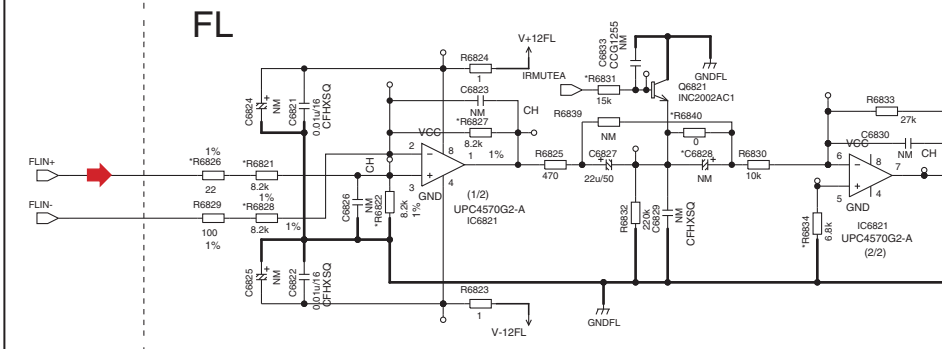 FL
V+12FL
R6824
1
C6833
CCG1255
NM
GNDFL
IRMUTEA
*R6831
15k
Q6821
INC2002AC1
C6824
NM
C6821
0.01u/16
CFHXSQ
C6823
NM
CH
*R6827
8.2k
1%
R6839
NM
*R6840
0
R6833
27k
C6830
NM
CH
FLIN+
1%
*R6826
22
*R6821
8.2k
1%
CH
VCC
2
3
8
1
4
GND
(1/2)
UPC4570G2-A
IC6821
R6825
470
C6827
22u/50
*C6828
NM
R6830
10k
VCC
6
5
8
7
4
GND
IC6821
UPC4570G2-A
(2/2)
FLIN-
R6829
100
1%
*R6828
8.2k
1%
C6826
NM
*R6822
8.2k
1%
R6832
220k
C6829
NM
CFHXSQ
*R6834
6.8k
C6825
NM
C6822
0.01u/16
CFHXSQ
R6823
1
V-12FL
GNDFL